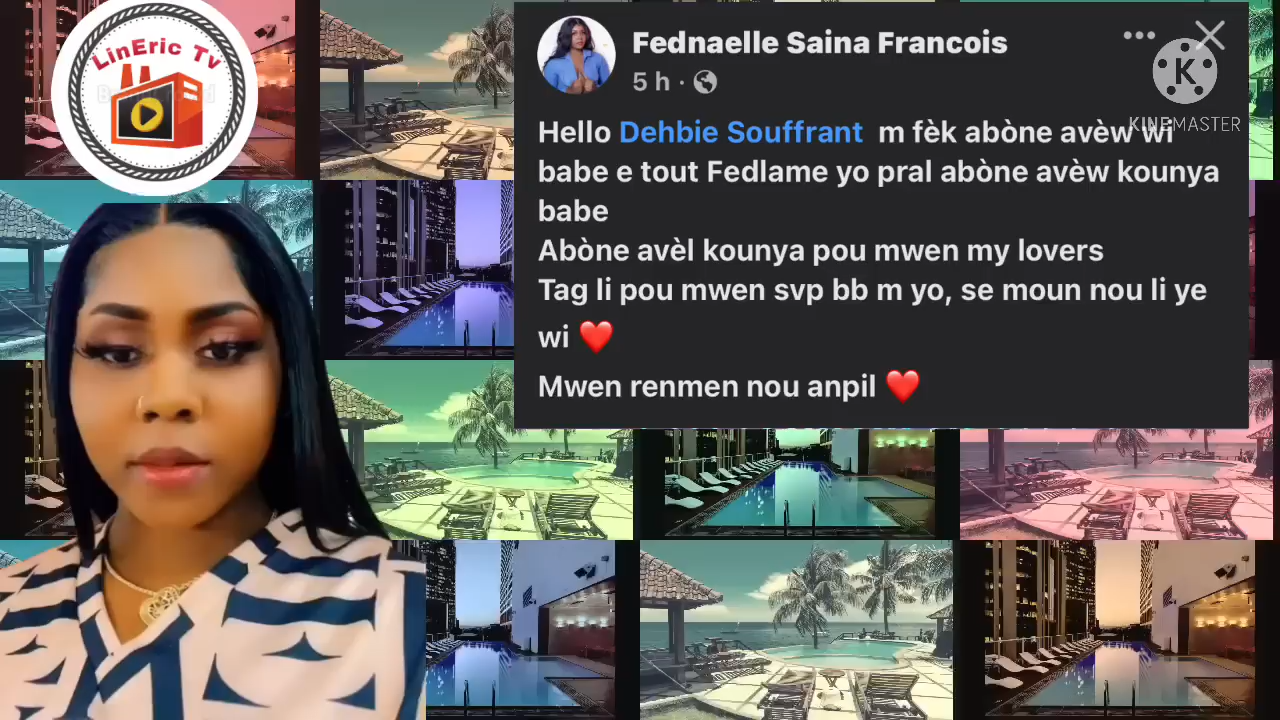 LinEric Tv
Fednaelle Saina Francois
5 h ·
K
KINEMASTER
Hello Dehbie Souffrant m fèk abòne avèw wi
babe e tout Fedlame yo pral abòne avèw kounya
babe
Abòne avèl kounya pou mwen my lovers
Tag li pou mwen svp bb m yo, se moun nou li ye
wi ❤️
Mwen renmen nou anpil ❤️